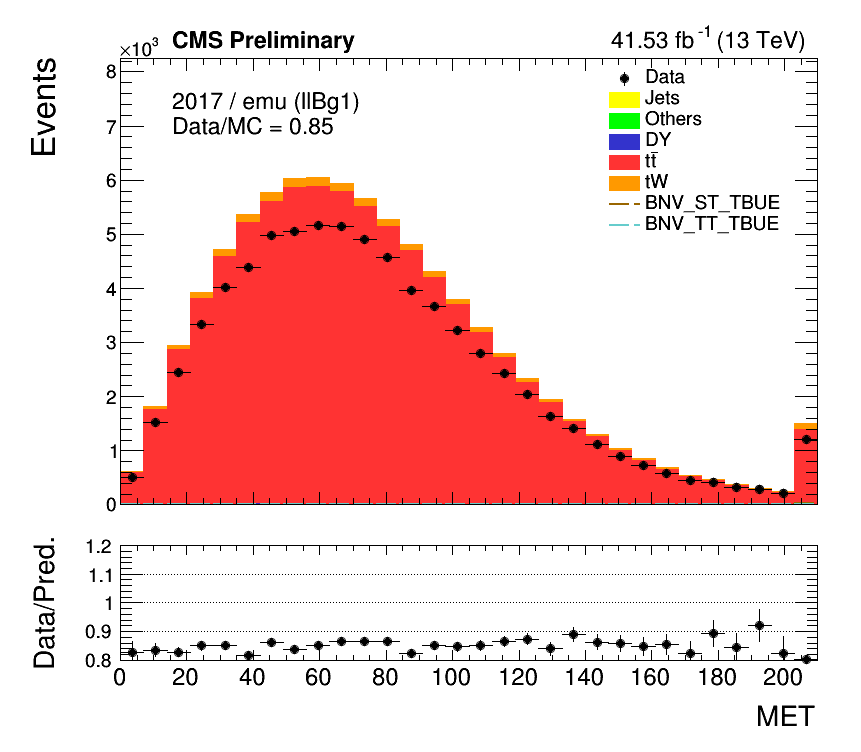 ×10³ CMS Preliminary 41.53 fb⁻¹ (13 TeV)
Events
8
7
6
5
4
3
2
1
0
2017 / emu (llBg1)
Data/MC = 0.85
Data
Jets
Others
DY
tt̄
tW
BNV_ST_TBUE
BNV_TT_TBUE
Data/Pred.
1.2
1.1
1
0.9
0.8
0 20 40 60 80 100 120 140 160 180 200
MET